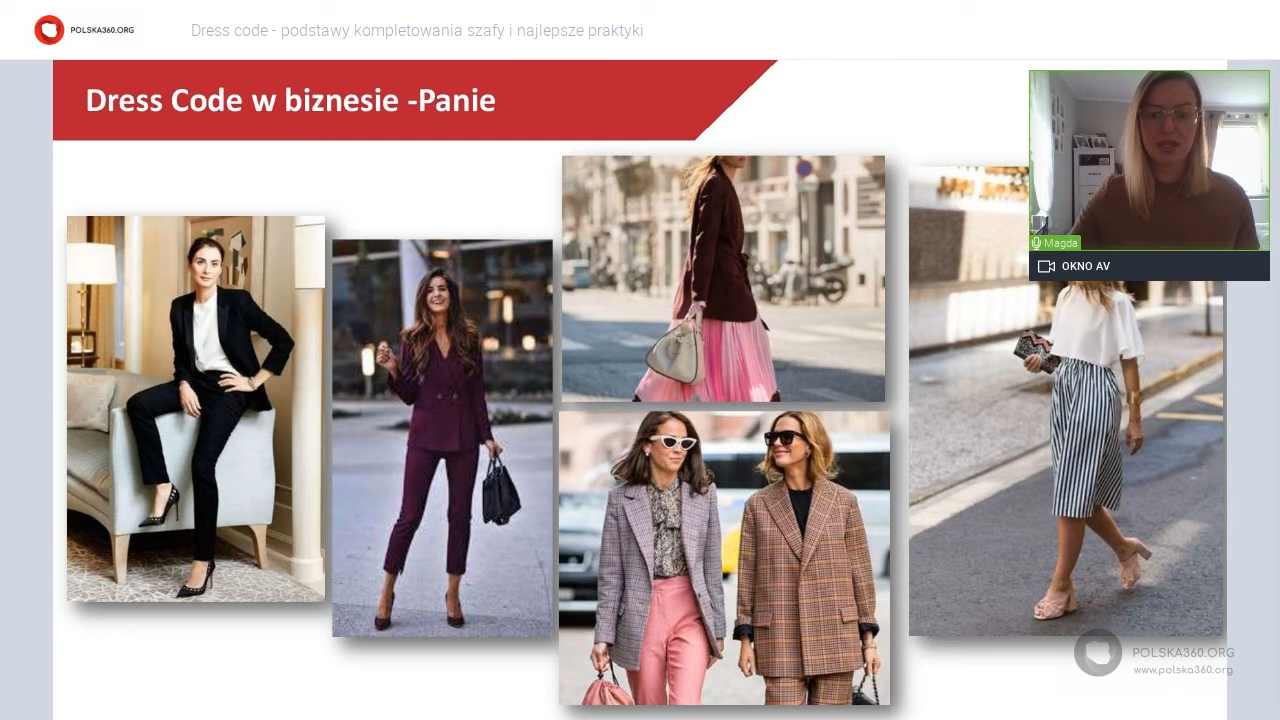 POLSKA360.ORG
Dress code - podstawy kompletowania szafy i najlepsze praktyki
Dress Code w biznesie -Panie
Magda
OKNO AV
POLSKA360.ORG
www.polska360.org